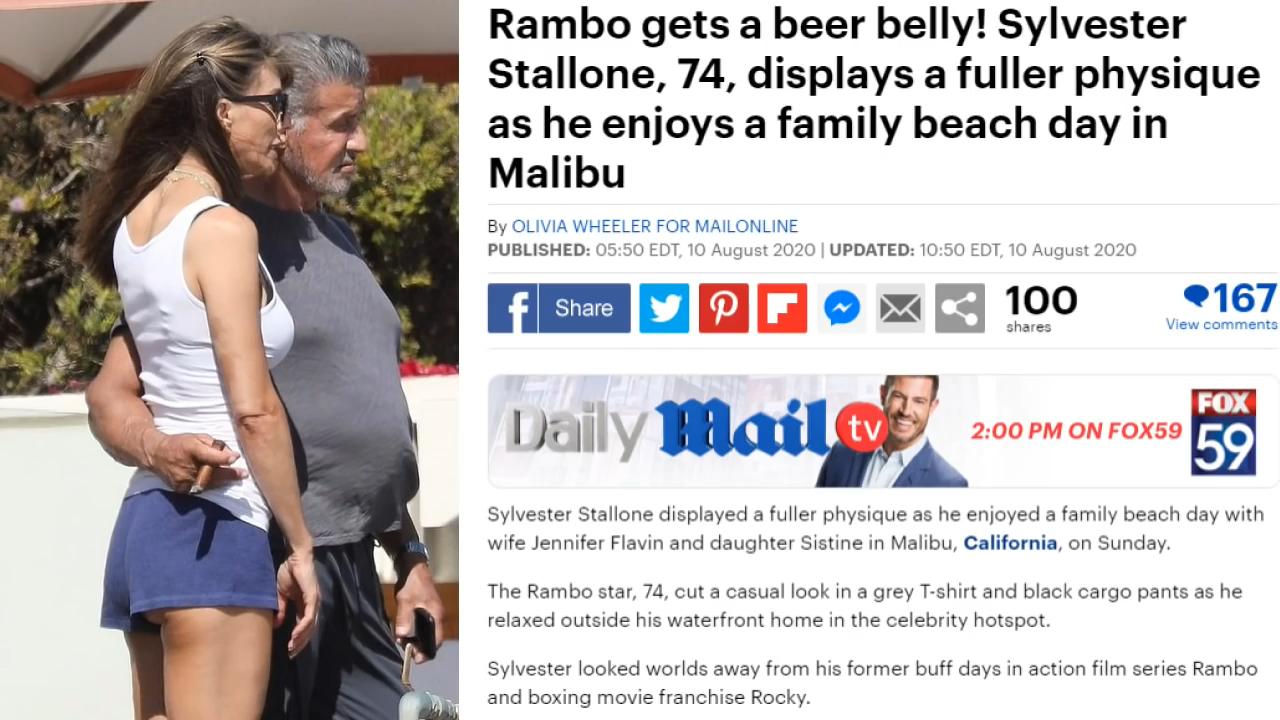 Rambo gets a beer belly! Sylvester
Stallone, 74, displays a fuller physique
as he enjoys a family beach day in
Malibu
By OLIVIA WHEELER FOR MAILONLINE
PUBLISHED: 05:50 EDT, 10 August 2020 | UPDATED: 10:50 EDT, 10 August 2020
f Share
100
shares
167
View comments
Daily Mail tv
2:00 PM ON FOX59
FOX
59
Sylvester Stallone displayed a fuller physique as he enjoyed a family beach day with
wife Jennifer Flavin and daughter Sistine in Malibu, California, on Sunday.
The Rambo star, 74, cut a casual look in a grey T-shirt and black cargo pants as he
relaxed outside his waterfront home in the celebrity hotspot.
Sylvester looked worlds away from his former buff days in action film series Rambo
and boxing movie franchise Rocky.